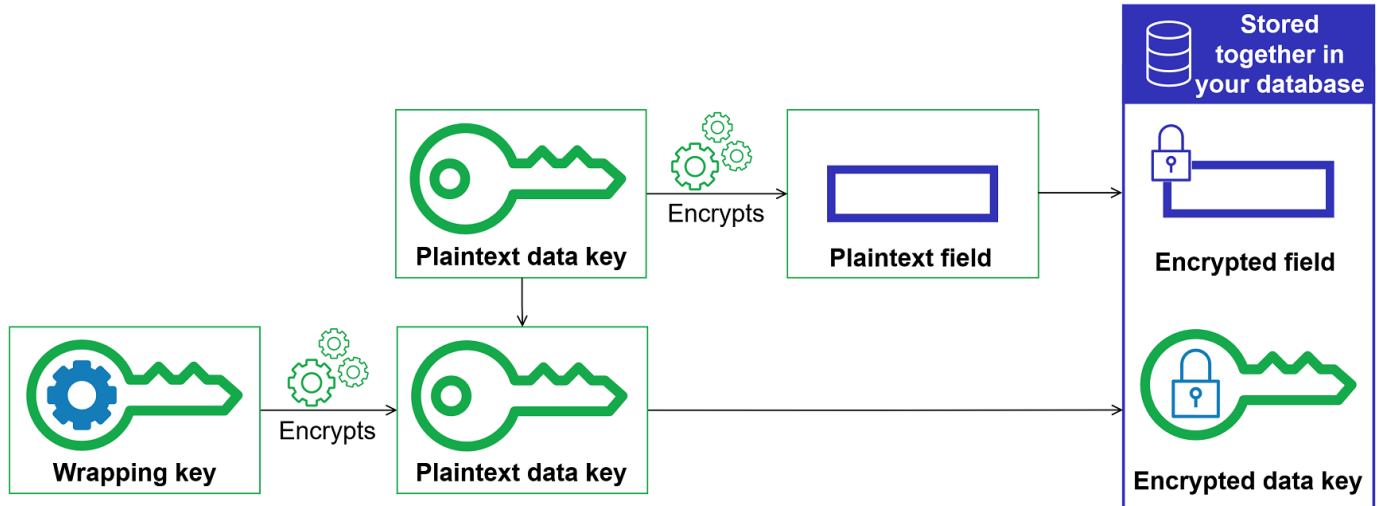 Stored
together in
your database
Encrypts
Plaintext data key
Plaintext field
Encrypted field
Encrypts
Wrapping key
Plaintext data key
Encrypted data key